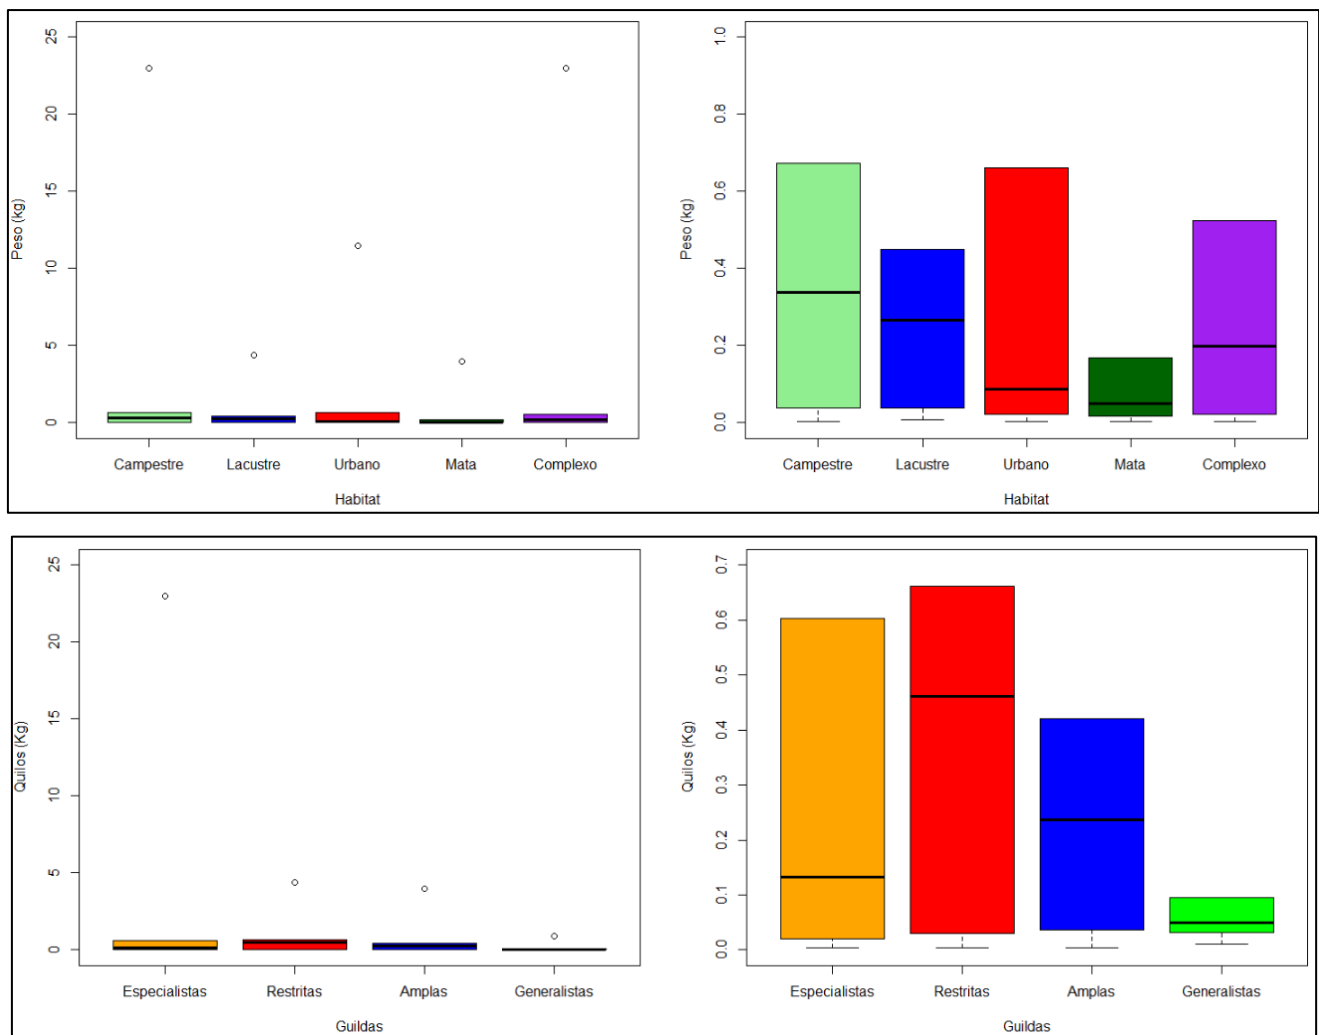 25
20
15
10
5
0
Peso (kg)
Campestre Lacustre Urbano Mata Complexo
Habitat
1.0
0.8
0.6
0.4
0.2
0.0
Peso (kg)
Campestre Lacustre Urbano Mata Complexo
Habitat
25
20
15
10
5
0
Quilos (Kg)
Especialistas Restritas Amplas Generalistas
Guildas
0.7
0.6
0.5
0.4
0.3
0.2
0.1
0.0
Quilos (Kg)
Especialistas Restritas Amplas Generalistas
Guildas